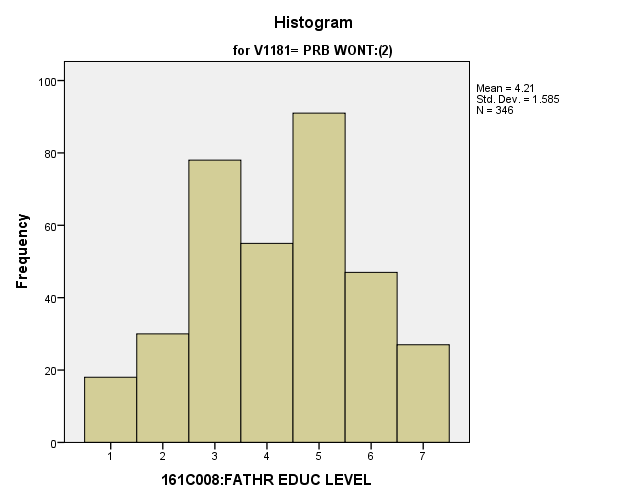 Histogram
for V1181= PRB WONT:(2)
Mean = 4.21
Std. Dev. = 1.585
N = 346
Frequency
100
80
60
40
20
0
1 2 3 4 5 6 7
161C008:FATHR EDUC LEVEL